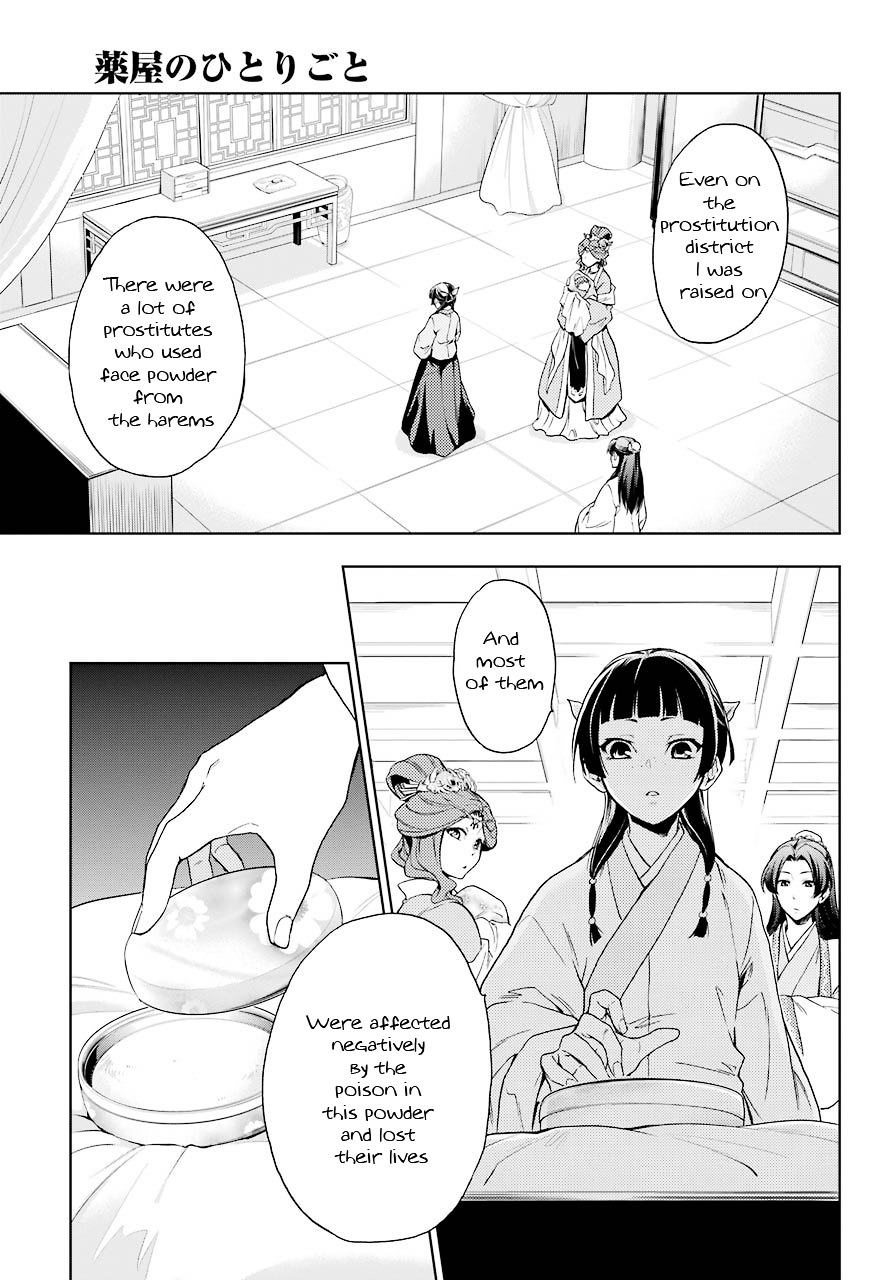 薬屋のひとりごと
Even on
the
prostitution
district
I was
raised on
There were
a lot of
prostitutes
who used
face powder
from
the harems
And
most
of them
Were affected
negatively
By the
poison in
this powder
and lost
their lives